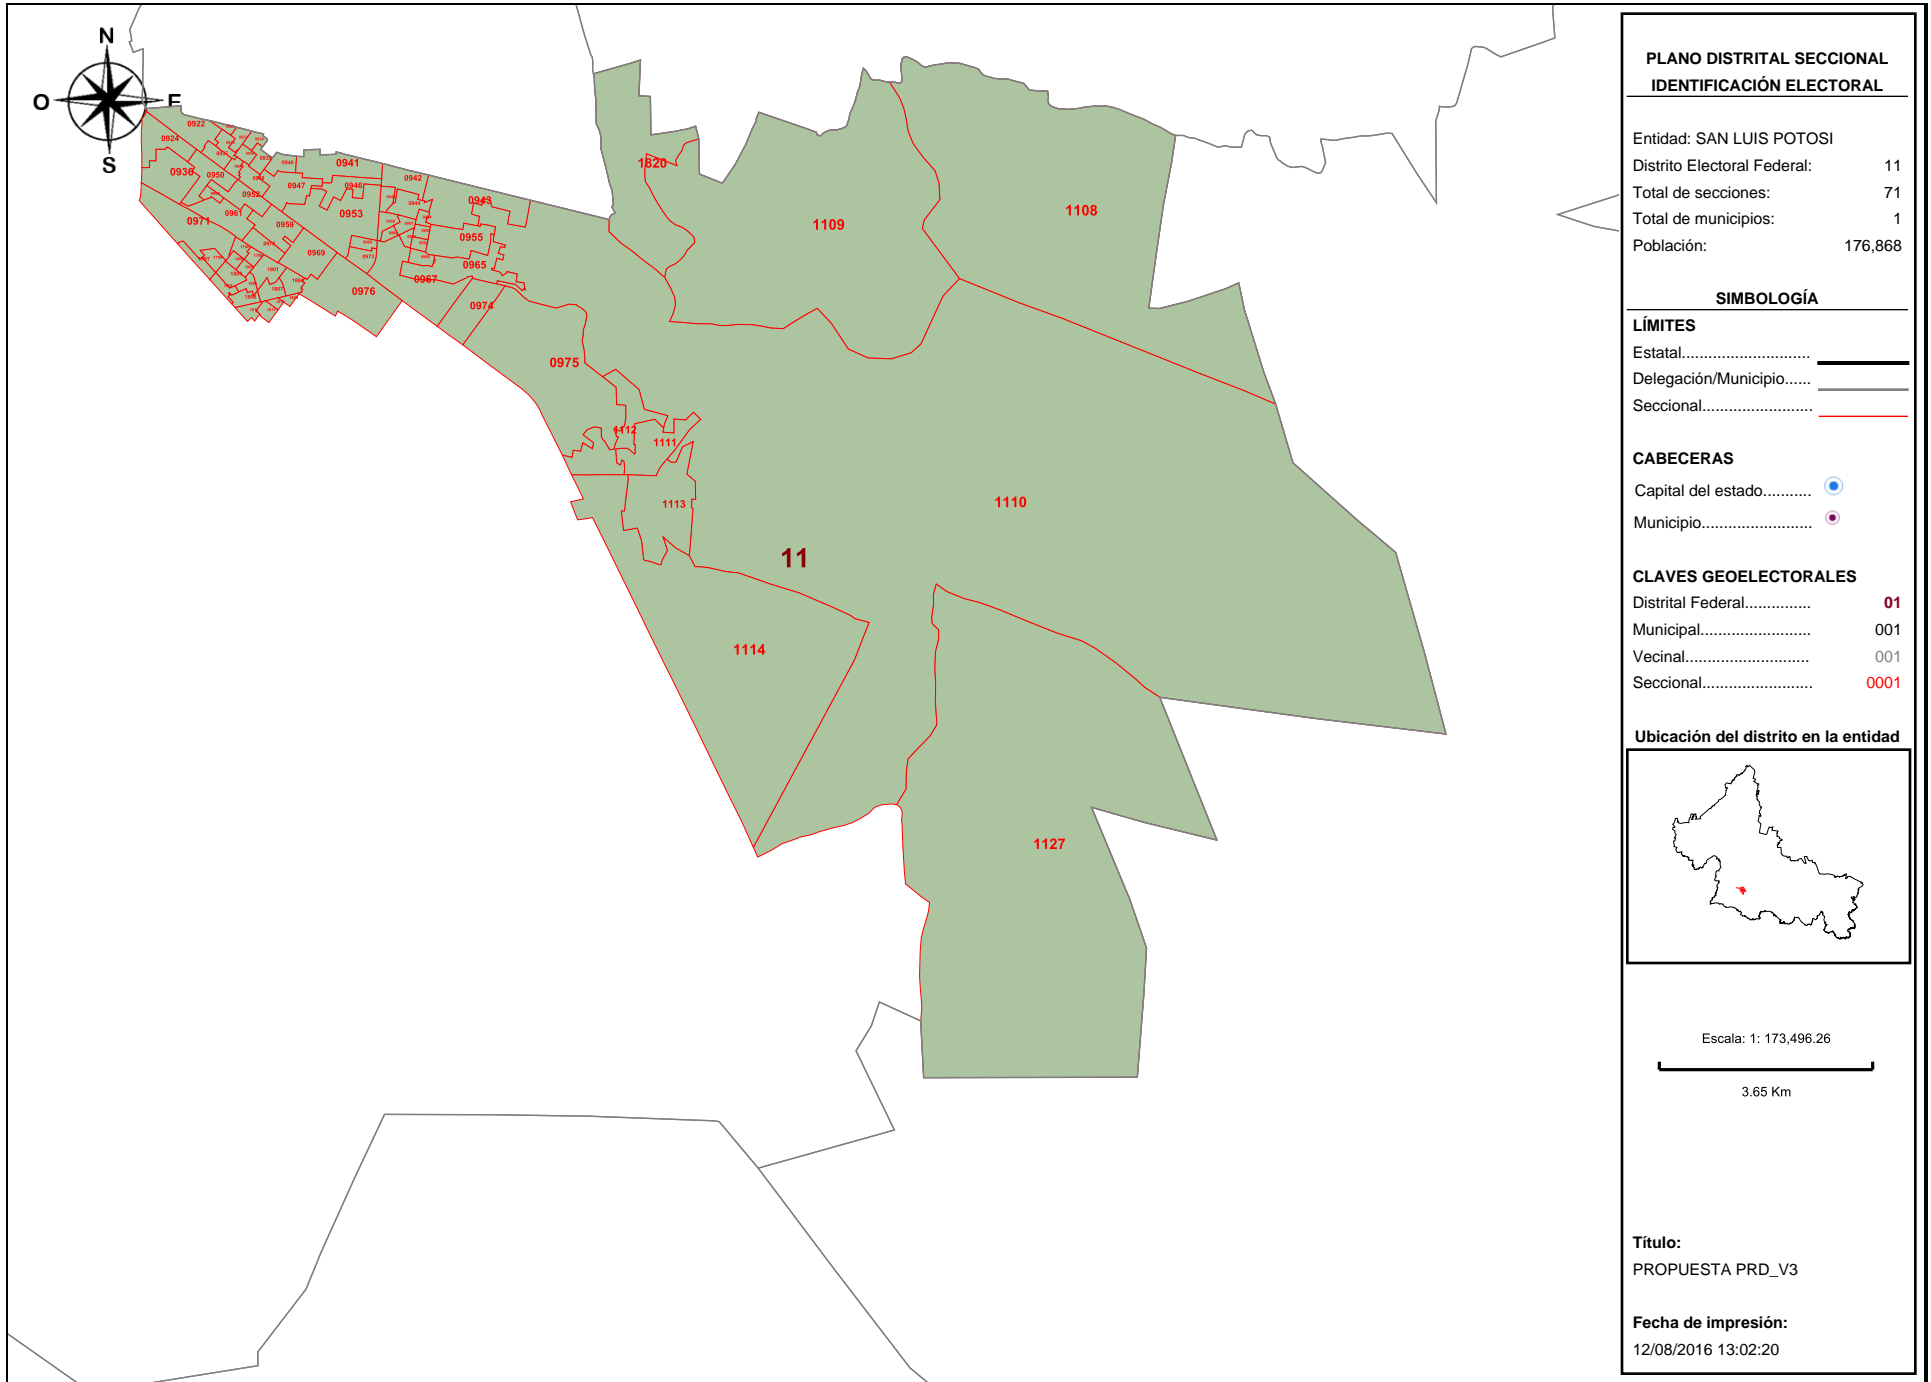 N
O
E
S
0922
0924
0936
0950
0952
0961
0971
0959
0947
0946
0941
0942
0943
0953
0955
0965
0967
0969
0976
0974
0975
1820
1109
1108
1112
1111
1113
1110
11
1114
1127
PLANO DISTRITAL SECCIONAL
IDENTIFICACIÓN ELECTORAL
Entidad: SAN LUIS POTOSI
Distrito Electoral Federal: 11
Total de secciones: 71
Total de municipios: 1
Población: 176,868
SIMBOLOGÍA
LÍMITES
Estatal............................
Delegación/Municipio......
Seccional.........................
CABECERAS
Capital del estado...........
Municipio.........................
CLAVES GEOELECTORALES
Distrital Federal............... 01
Municipal......................... 001
Vecinal............................ 001
Seccional......................... 0001
Ubicación del distrito en la entidad
Escala: 1: 173,496.26
3.65 Km
Título:
PROPUESTA PRD_V3
Fecha de impresión:
12/08/2016 13:02:20